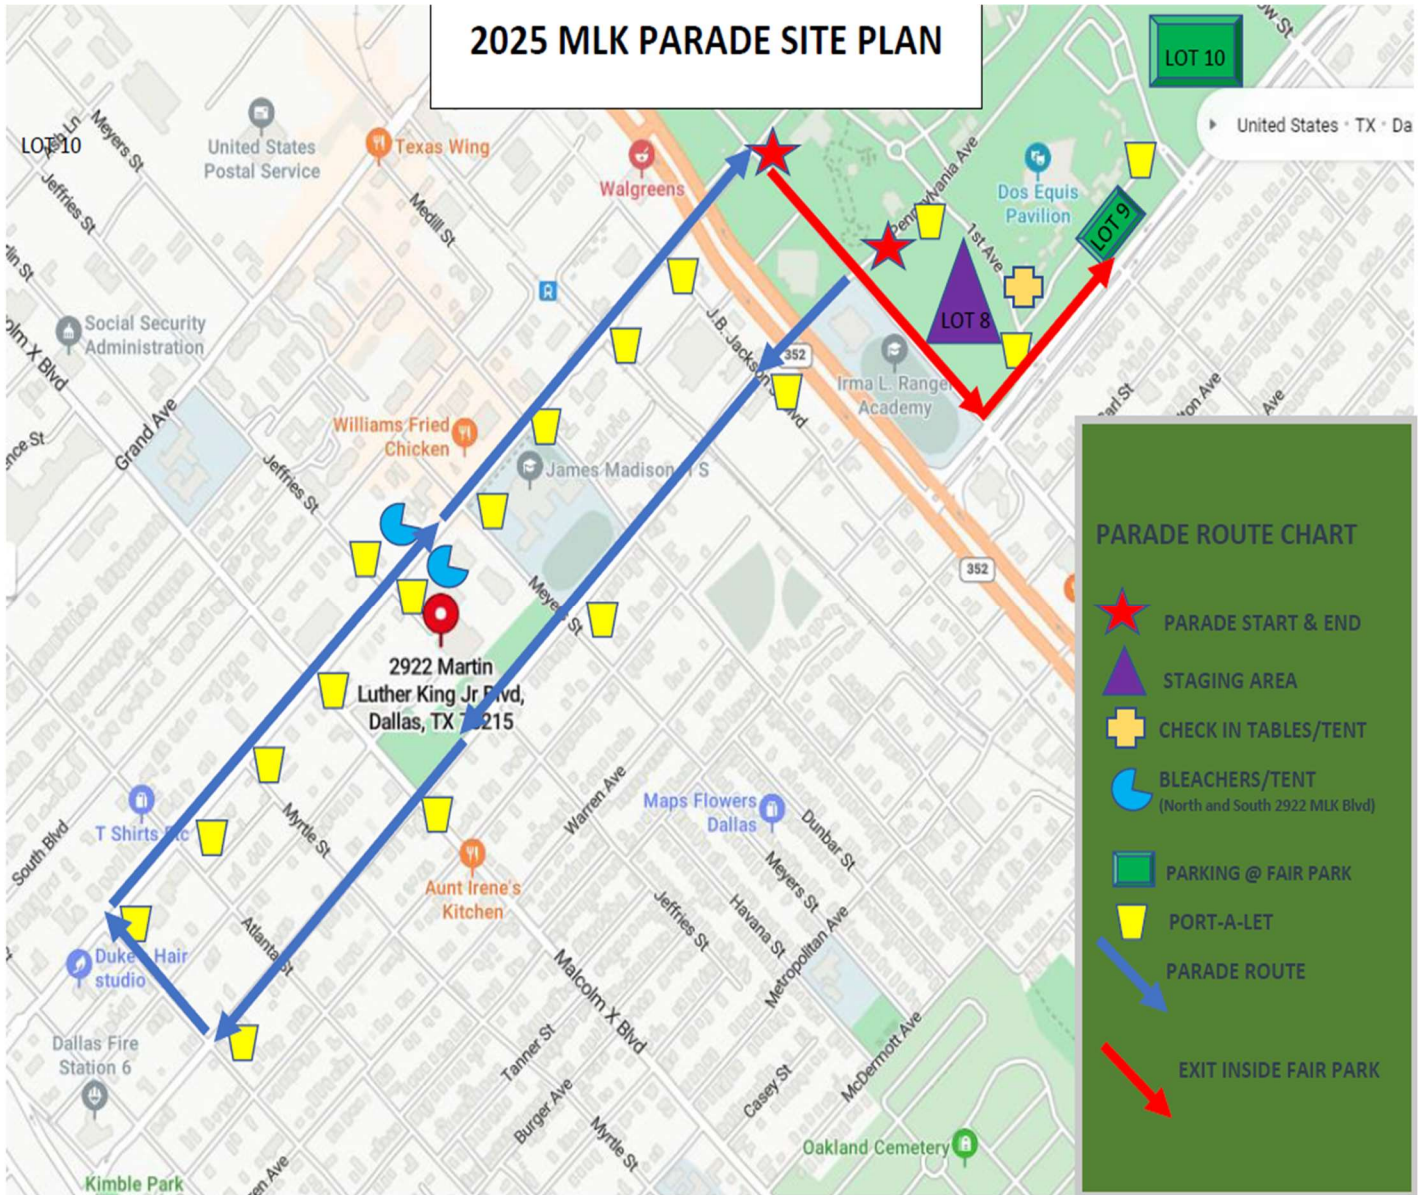 2025 MLK PARADE SITE PLAN
LOT 10
United States · TX · Da
LOT 10
Meyers St
Jeffries St
United States
Postal Service
Texas Wing
Medill St
Walgreens
Pennsylvania Ave
1st Ave
Dos Equis
Pavilion
LOT 9
LOT 8
Social Security
Administration
Grand Ave
Jeffries St
Williams Fried
Chicken
James Madison
J.B. Jackson
352
Irma L. Range
Academy
352
2922 Martin
Luther King Jr Blvd,
Dallas, TX 75215
Meyers St
T Shirts Etc
South Blvd
Myrtle St
Atlanta St
Warren Ave
Maps Flowers
Dallas
Dunbar St
Meyers St
Havana St
Jeffries St
Metropolitan Ave
Aunt Irene's
Kitchen
Malcolm X Blvd
Hair
studio
Dallas Fire
Station 6
Tanner St
Burger Ave
Myrtle St
Casey St
McDermott Ave
Oakland Cemetery
Kimble Park
PARADE ROUTE CHART
PARADE START & END
STAGING AREA
CHECK IN TABLES/TENT
BLEACHERS/TENT
(North and South 2922 MLK Blvd)
PARKING @ FAIR PARK
PORT-A-LET
PARADE ROUTE
EXIT INSIDE FAIR PARK